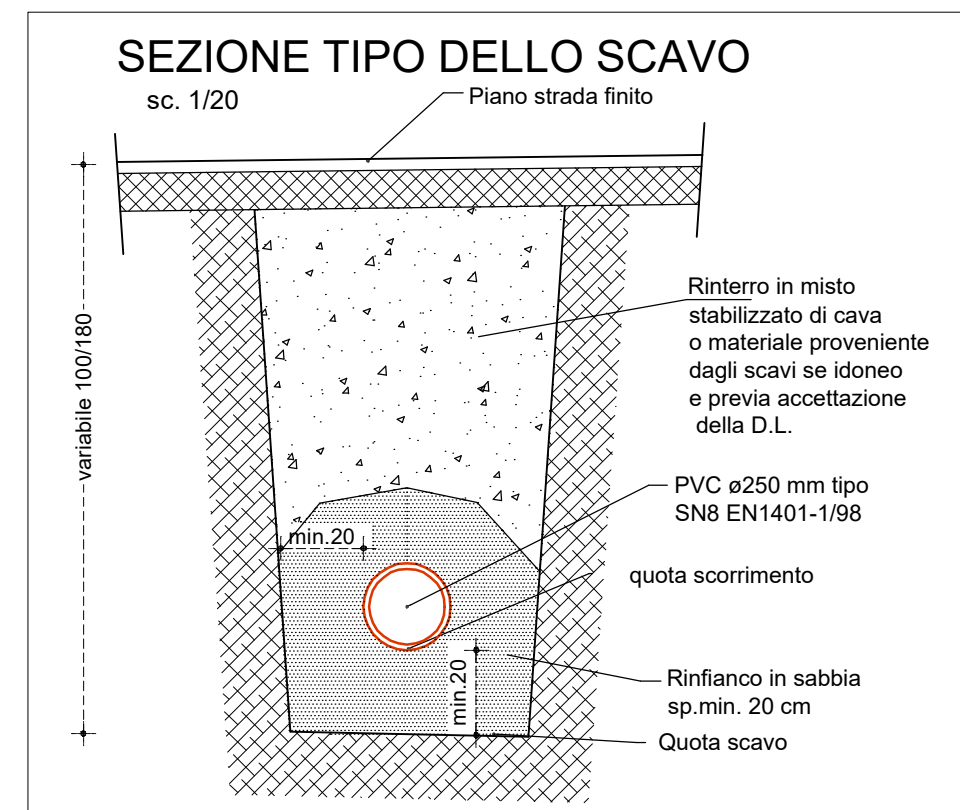 SEZIONE TIPO DELLO SCAVO
sc. 1/20
Piano strada finito
variabile 100/180
Rinterro in misto
stabilizzato di cava
o materiale proveniente
dagli scavi se idoneo
e previa accettazione
della D.L.
PVC ø250 mm tipo
SN8 EN1401-1/98
min.20
quota scorrimento
min.20
Rinfianco in sabbia
sp.min. 20 cm
Quota scavo